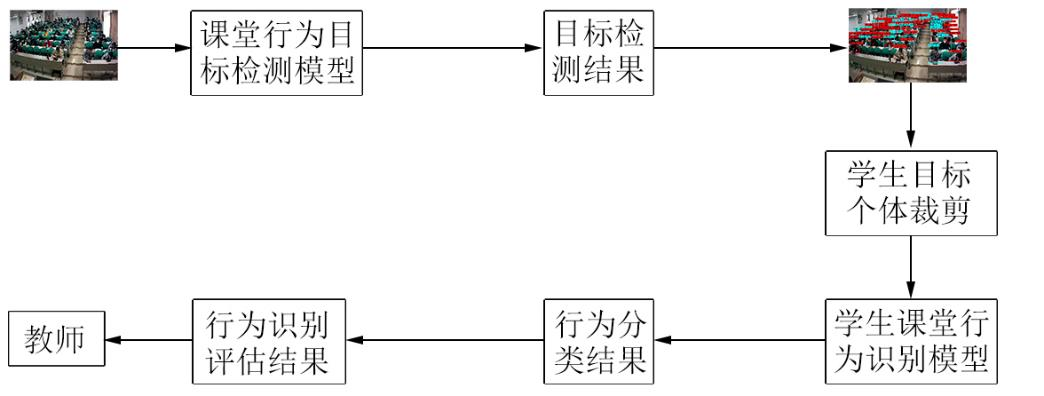 课堂行为目
标检测模型
目标检
测结果
学生目标
个体裁剪
学生课堂行
为识别模型
行为分
类结果
行为识别
评估结果
教师